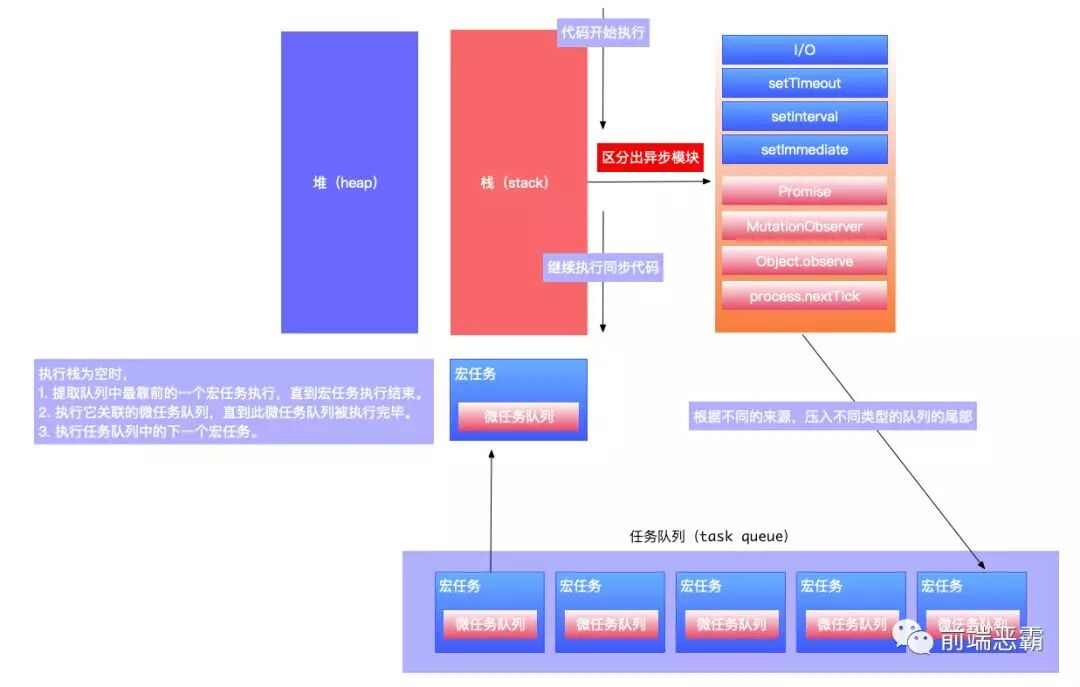 代码开始执行
I/O
setTimeout
setInterval
setImmediate
区分出异步模块
堆（heap）
栈（stack）
Promise
MutationObserver
Object.observe
process.nextTick
继续执行同步代码
执行栈为空时，
1. 提取队列中最靠前的一个宏任务执行，直到宏任务执行结束。
2. 执行它关联的微任务队列，直到此微任务队列被执行完毕。
3. 执行任务队列中的下一个宏任务。
宏任务
微任务队列
根据不同的来源，压入不同类型的队列的尾部
任务队列（task queue）
宏任务
微任务队列
宏任务
微任务队列
宏任务
微任务队列
宏任务
微任务队列
宏任务
微任务队列
前端恶霸